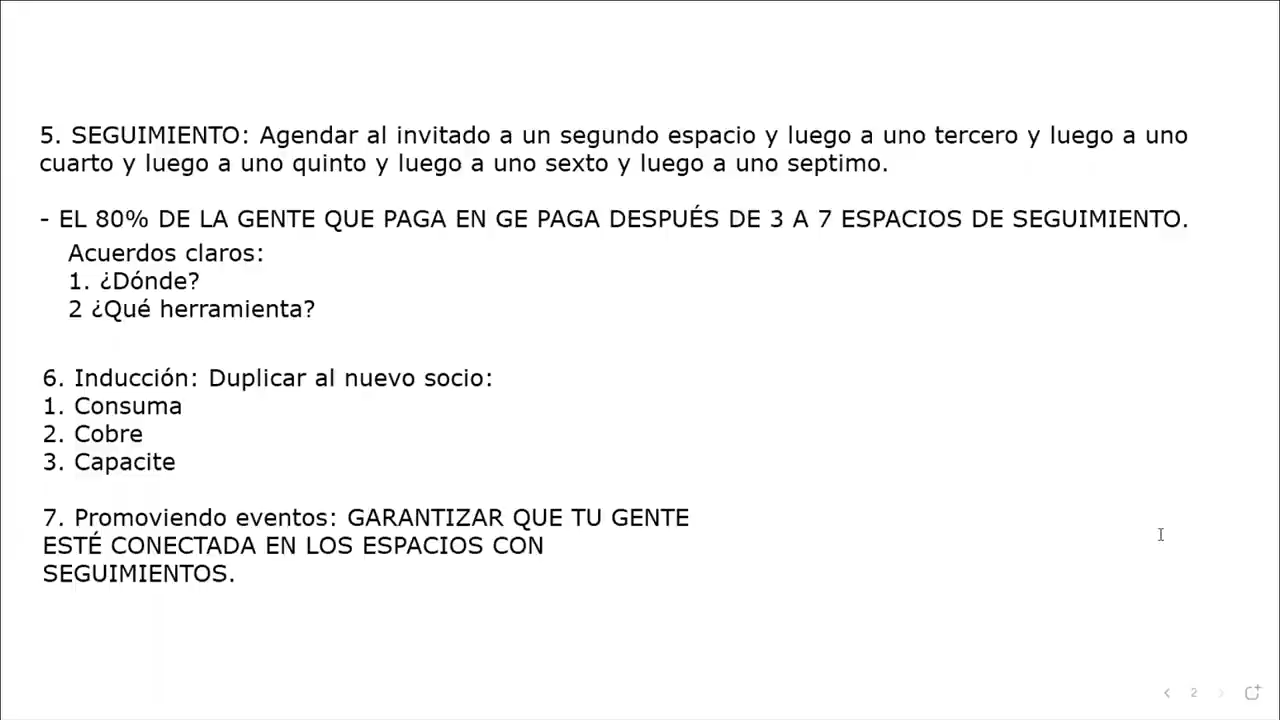 5. SEGUIMIENTO: Agendar al invitado a un segundo espacio y luego a uno tercero y luego a uno
cuarto y luego a uno quinto y luego a uno sexto y luego a uno septimo.
- EL 80% DE LA GENTE QUE PAGA EN GE PAGA DESPUÉS DE 3 A 7 ESPACIOS DE SEGUIMIENTO.
Acuerdos claros:
1. ¿Dónde?
2 ¿Qué herramienta?
6. Inducción: Duplicar al nuevo socio:
1. Consuma
2. Cobre
3. Capacite
7. Promoviendo eventos: GARANTIZAR QUE TU GENTE
ESTÉ CONECTADA EN LOS ESPACIOS CON
SEGUIMIENTOS.
2